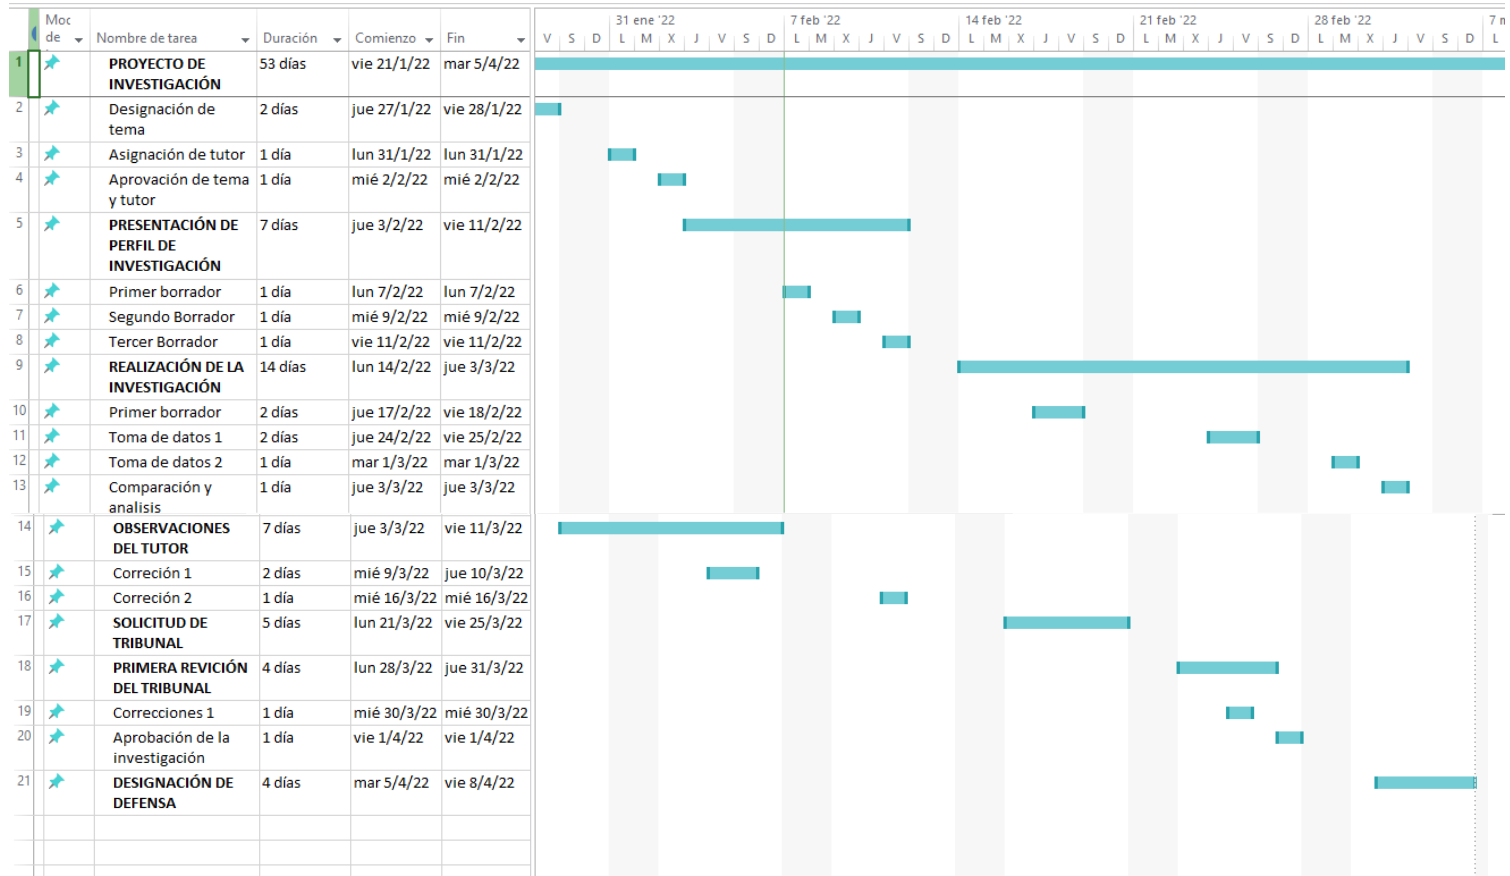 Moc
de
Nombre de tarea Duración Comienzo Fin
31 ene '22 7 feb '22 14 feb '22 21 feb '22 28 feb '22 7 m
V S D L M X J V S D L M X J V S D L M X J V S D L M X J V S D L M X J V S D L
1 PROYECTO DE 53 días vie 21/1/22 mar 5/4/22
INVESTIGACIÓN
2 Designación de 2 días jue 27/1/22 vie 28/1/22
tema
3 Asignación de tutor 1 día lun 31/1/22 lun 31/1/22
4 Aprovación de tema 1 día mié 2/2/22 mié 2/2/22
y tutor
5 PRESENTACIÓN DE 7 días jue 3/2/22 vie 11/2/22
PERFIL DE
INVESTIGACIÓN
6 Primer borrador 1 día lun 7/2/22 lun 7/2/22
7 Segundo Borrador 1 día mié 9/2/22 mié 9/2/22
8 Tercer Borrador 1 día vie 11/2/22 vie 11/2/22
9 REALIZACIÓN DE LA 14 días lun 14/2/22 jue 3/3/22
INVESTIGACIÓN
10 Primer borrador 2 días jue 17/2/22 vie 18/2/22
11 Toma de datos 1 2 días jue 24/2/22 vie 25/2/22
12 Toma de datos 2 1 día mar 1/3/22 mar 1/3/22
13 Comparación y 1 día jue 3/3/22 jue 3/3/22
analisis
14 OBSERVACIONES 7 días jue 3/3/22 vie 11/3/22
DEL TUTOR
15 Correción 1 2 días mié 9/3/22 jue 10/3/22
16 Correción 2 1 día mié 16/3/22 mié 16/3/22
17 SOLICITUD DE 5 días lun 21/3/22 vie 25/3/22
TRIBUNAL
18 PRIMERA REVICIÓN 4 días lun 28/3/22 jue 31/3/22
DEL TRIBUNAL
19 Correcciones 1 1 día mié 30/3/22 mié 30/3/22
20 Aprobación de la 1 día vie 1/4/22 vie 1/4/22
investigación
21 DESIGNACIÓN DE 4 días mar 5/4/22 vie 8/4/22
DEFENSA